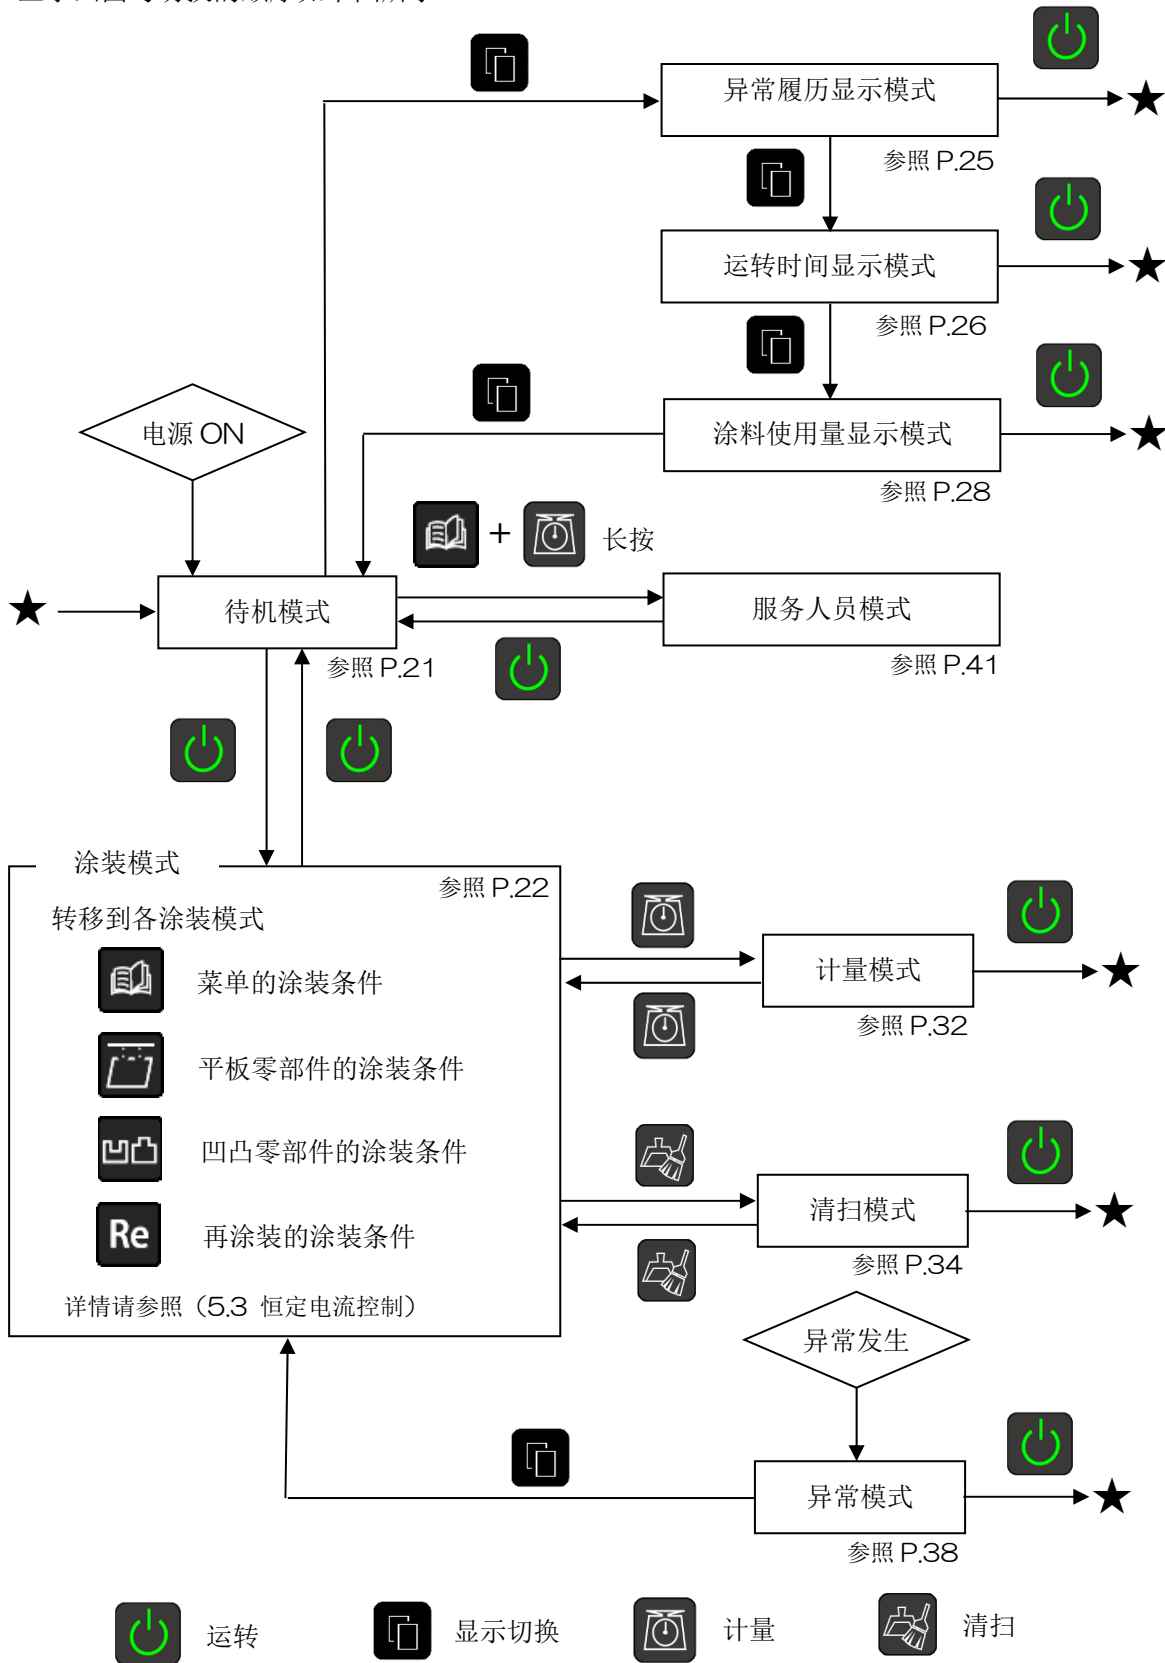 异常履历显示模式
参照 P.25
运转时间显示模式
参照 P.26
涂料使用量显示模式
参照 P.28
电源 ON
+ 长按
待机模式
参照 P.21
服务人员模式
参照 P.41
涂装模式
参照 P.22
转移到各涂装模式
菜单的涂装条件
平板零部件的涂装条件
凹凸零部件的涂装条件
Re 再涂装的涂装条件
详情请参照（5.3 恒定电流控制）
计量模式
参照 P.32
清扫模式
参照 P.34
异常发生
异常模式
参照 P.38
运转 显示切换 计量 清扫